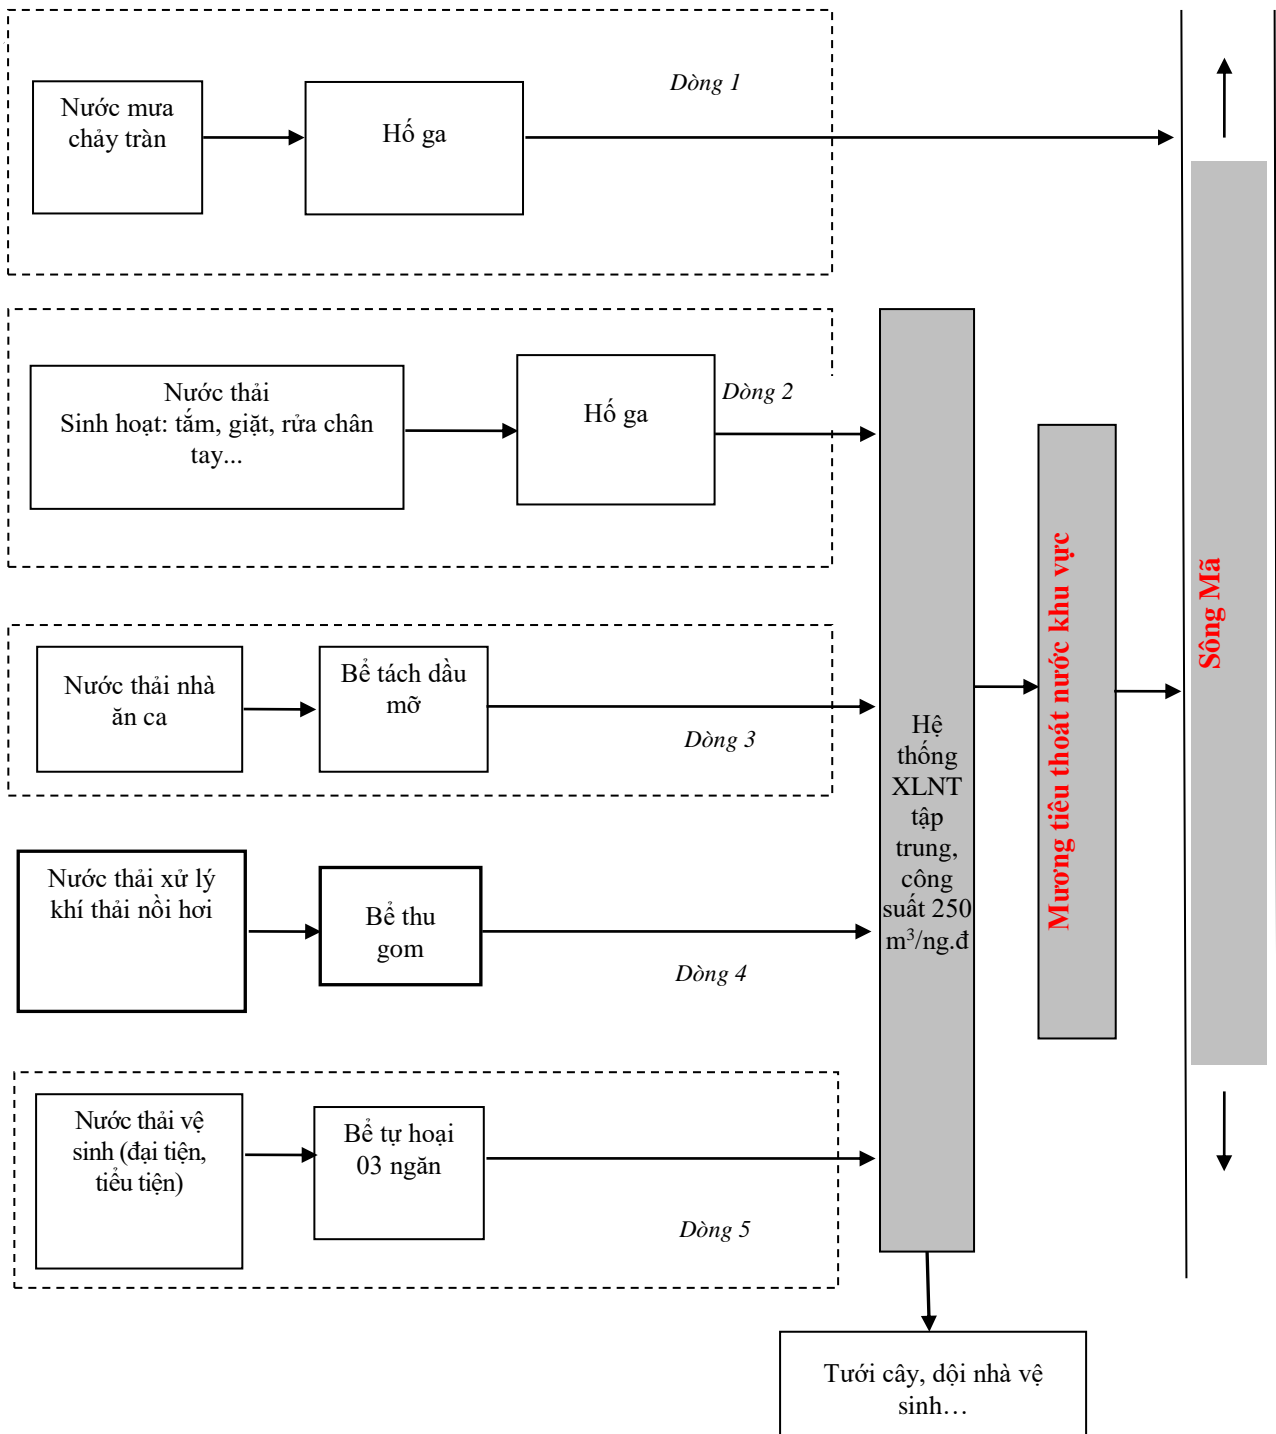 Dòng 1
Nước mưa
chảy tràn
Hố ga
Nước thải
Sinh hoạt: tắm, giặt, rửa chân
tay...
Hố ga
Dòng 2
Nước thải nhà
ăn ca
Bể tách dầu
mỡ
Dòng 3
Nước thải xử lý
khí thải nồi hơi
Bể thu
gom
Dòng 4
Nước thải vệ
sinh (đại tiện,
tiểu tiện)
Bể tự hoại
03 ngăn
Dòng 5
Hệ
thống
XLNT
tập
trung,
công
suất 250
m³/ng.đ
Mương tiêu thoát nước khu vực
Sông Mã
Tưới cây, dội nhà vệ
sinh…